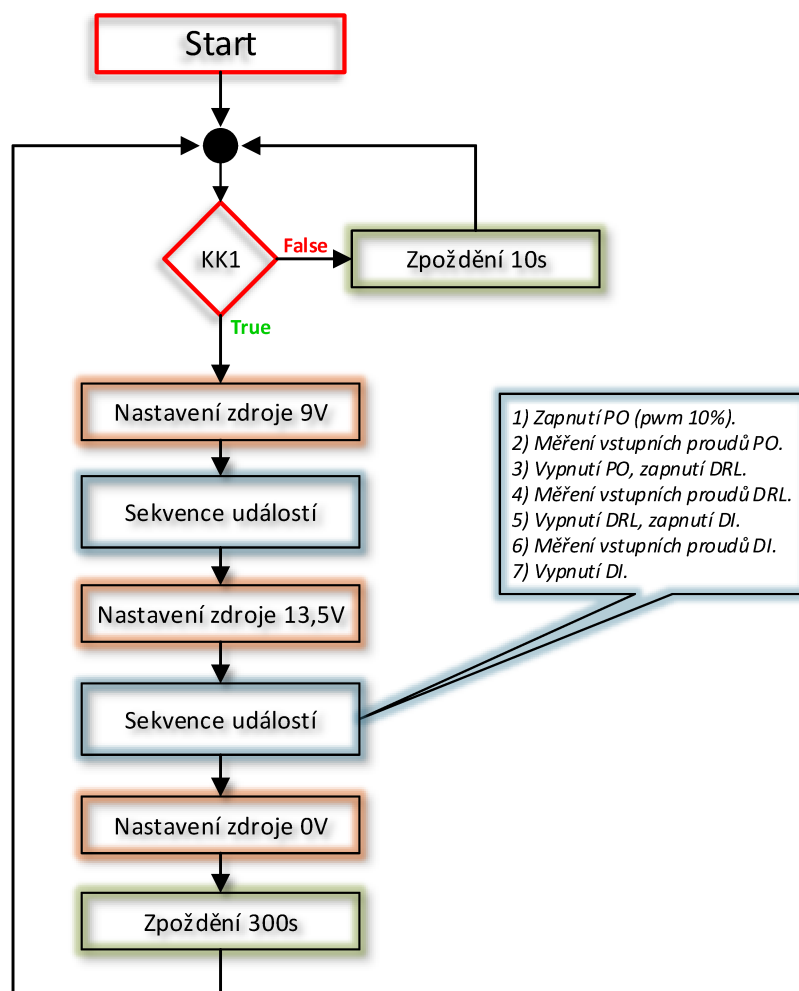 Start
KK1
False
Zpoždění 10s
True
Nastavení zdroje 9V
Sekvence událostí
Nastavení zdroje 13,5V
Sekvence událostí
Nastavení zdroje 0V
Zpoždění 300s
1) Zapnutí PO (pwm 10%).
2) Měření vstupních proudů PO.
3) Vypnutí PO, zapnutí DRL.
4) Měření vstupních proudů DRL.
5) Vypnutí DRL, zapnutí DI.
6) Měření vstupních proudů DI.
7) Vypnutí DI.